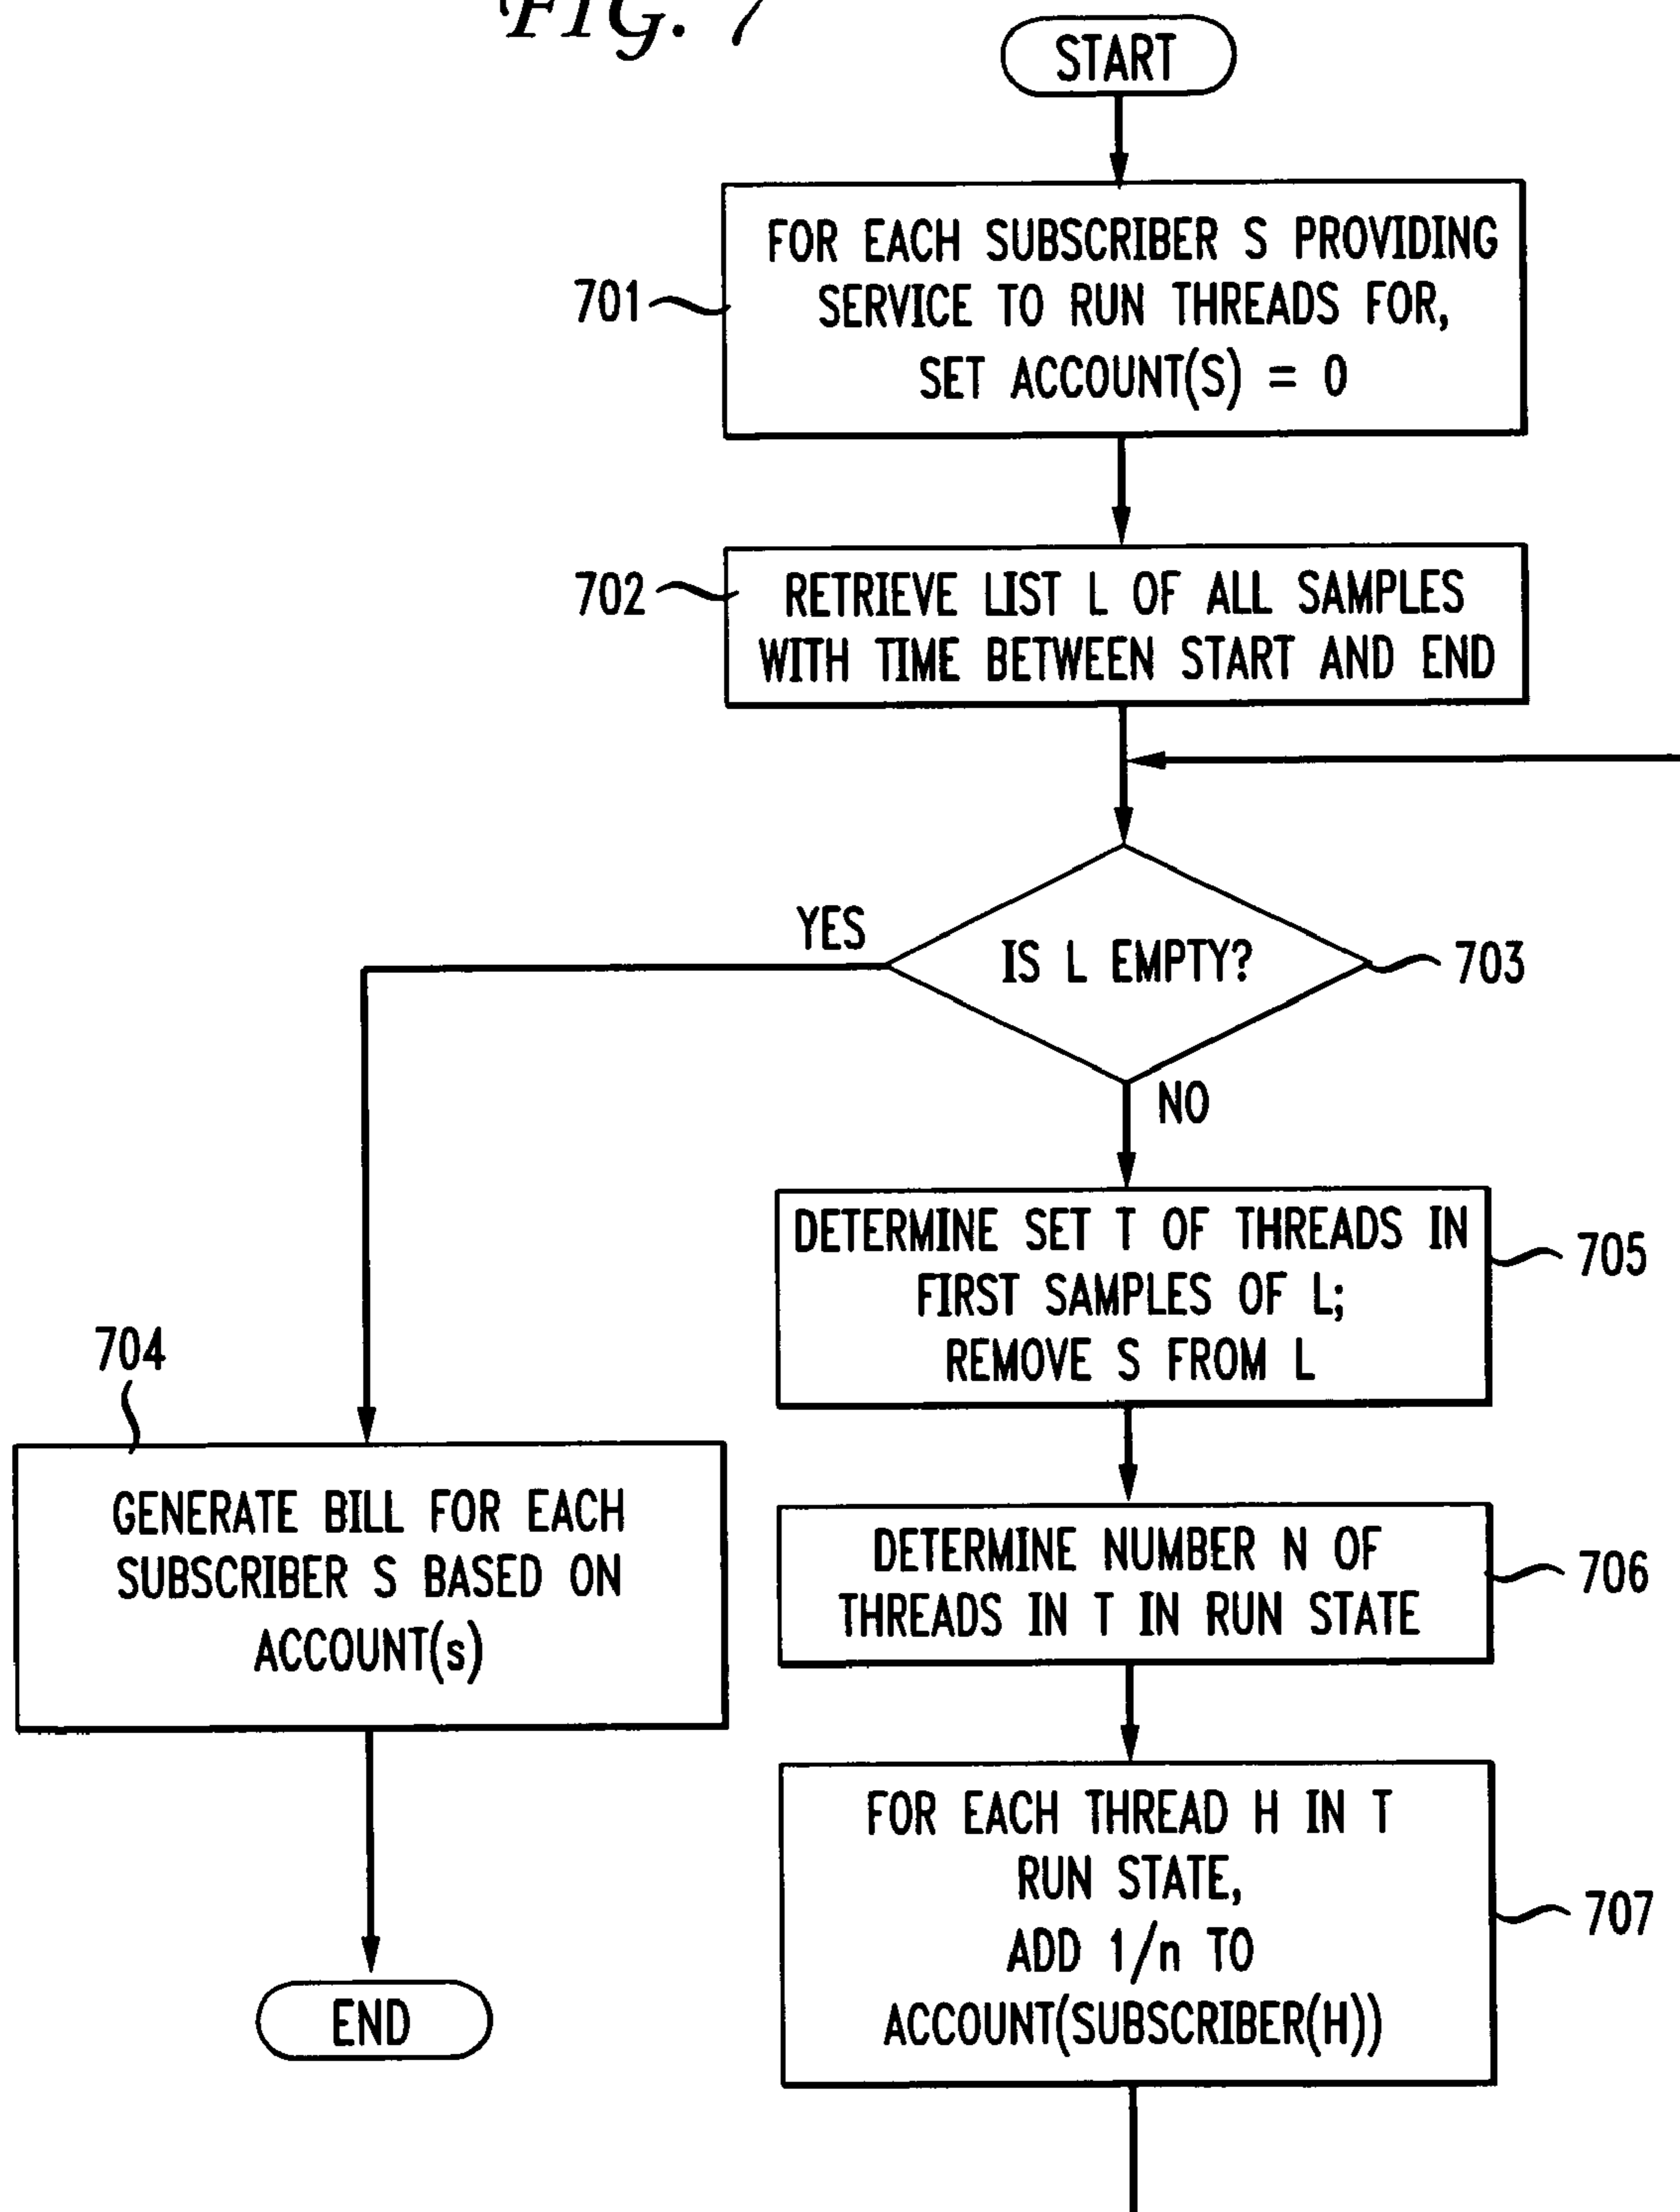 FIG. 7
START
FOR EACH SUBSCRIBER S PROVIDING
SERVICE TO RUN THREADS FOR,
SET ACCOUNT(S) = 0
701
RETRIEVE LIST L OF ALL SAMPLES
WITH TIME BETWEEN START AND END
702
YES
IS L EMPTY?
703
NO
DETERMINE SET T OF THREADS IN
FIRST SAMPLES OF L;
REMOVE S FROM L
705
704
GENERATE BILL FOR EACH
SUBSCRIBER S BASED ON
ACCOUNT(s)
DETERMINE NUMBER N OF
THREADS IN T IN RUN STATE
706
FOR EACH THREAD H IN T
RUN STATE,
ADD 1/n TO
ACCOUNT(SUBSCRIBER(H))
707
END